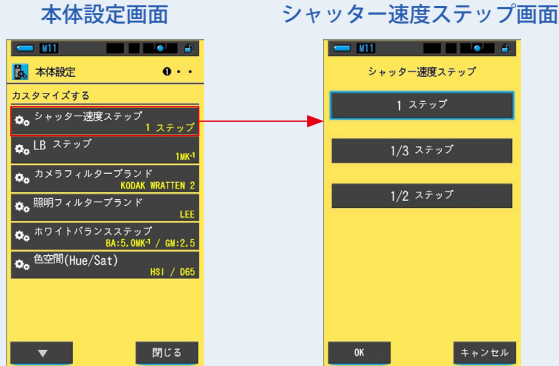 本体設定画面
シャッター速度ステップ画面
M11
本体設定
カスタマイズする
シャッター速度ステップ
1 ステップ
LB ステップ
1MK-1
カメラフィルターブランド
KODAK WRATTEN 2
照明フィルターブランド
LEE
ホワイトバランスステップ
BA:5.0MK-1 / GM:2.5
色空間(Hue/Sat)
HSI / D65
▼
閉じる
M11
シャッター速度ステップ
1 ステップ
1/3 ステップ
1/2 ステップ
OK
キャンセル